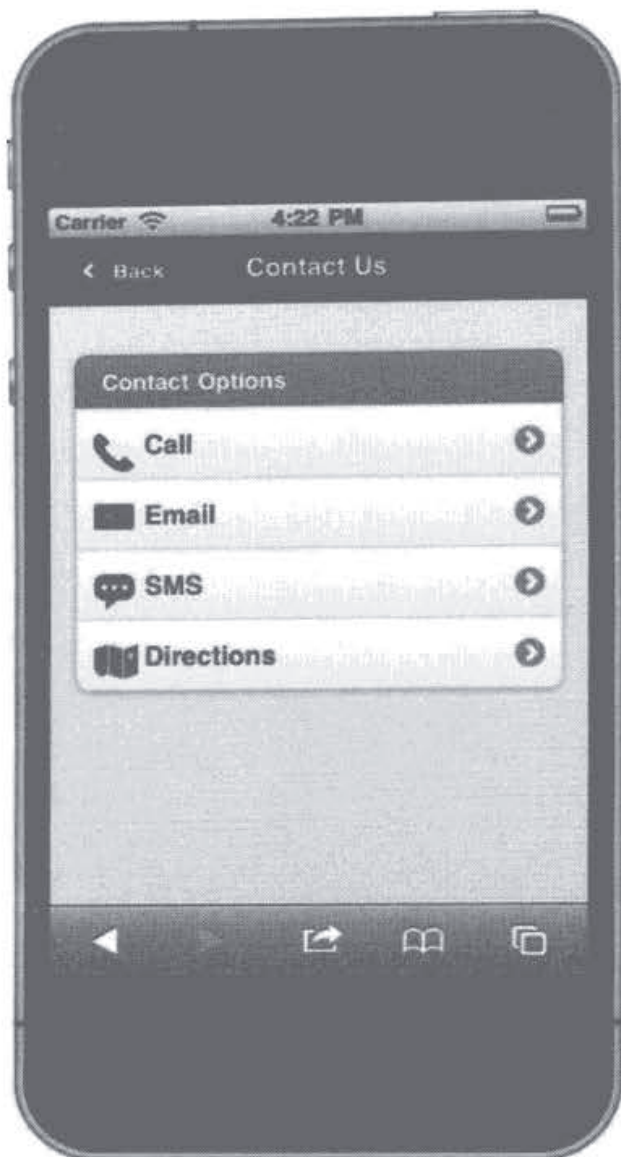 Carrier 4:22 PM
Back Contact Us
Contact Options
Call
Email
SMS
Directions